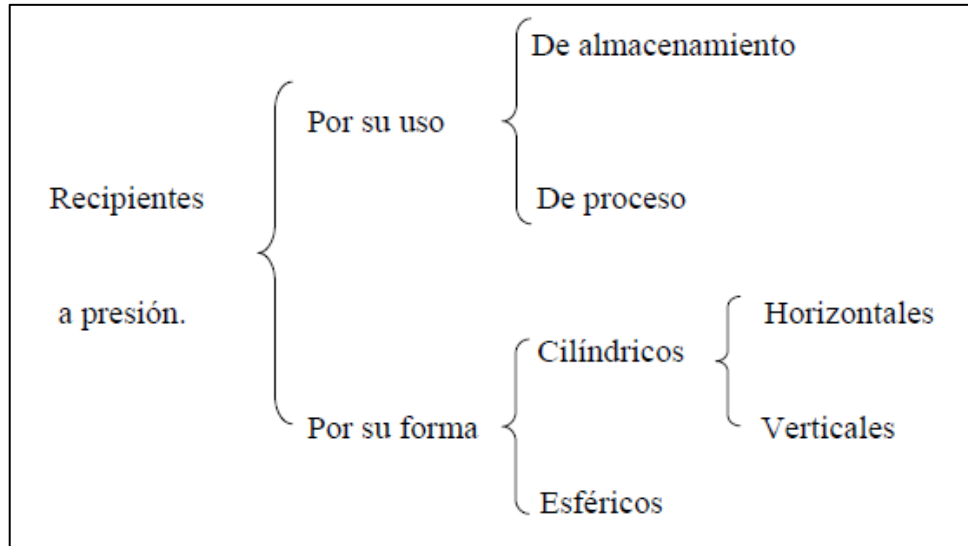 Recipientes
a presión.
Por su uso
De almacenamiento
De proceso
Por su forma
Cilíndricos
Horizontales
Verticales
Esféricos